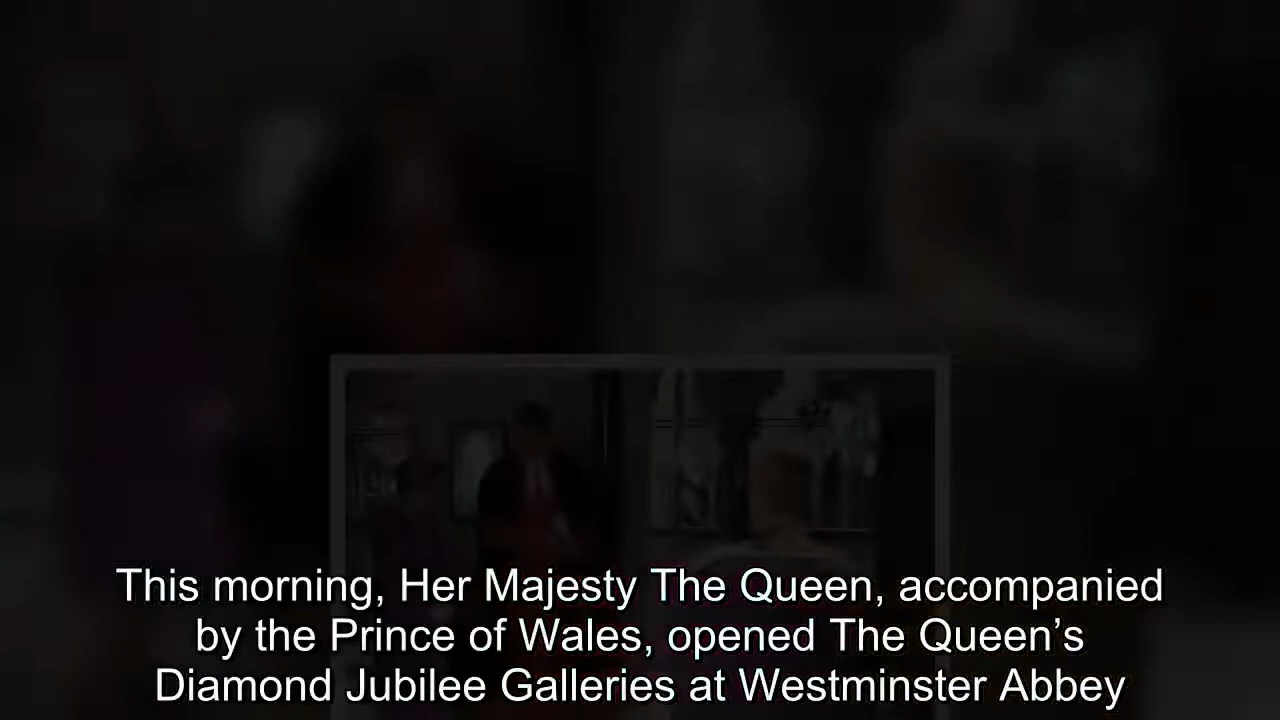 This morning, Her Majesty The Queen, accompanied
by the Prince of Wales, opened The Queen’s
Diamond Jubilee Galleries at Westminster Abbey